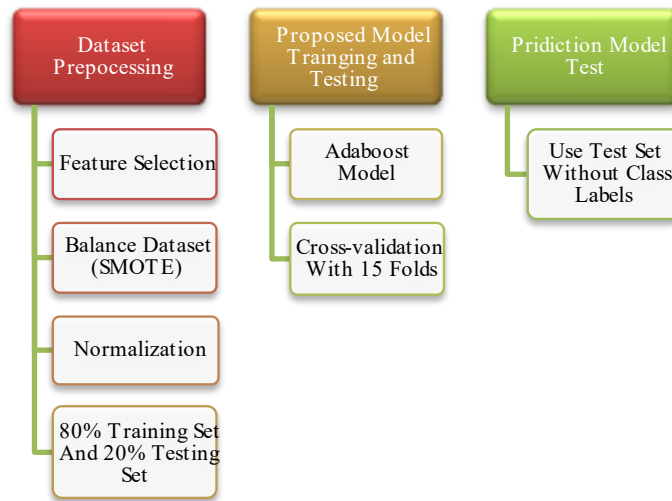 Dataset
Prepocessing
Feature Selection
Balance Dataset
(SMOTE)
Normalization
80% Training Set
And 20% Testing
Set
Proposed Model
Trainging and
Testing
Adaboost
Model
Cross-validation
With 15 Folds
Pridiction Model
Test
Use Test Set
Without Class
Labels